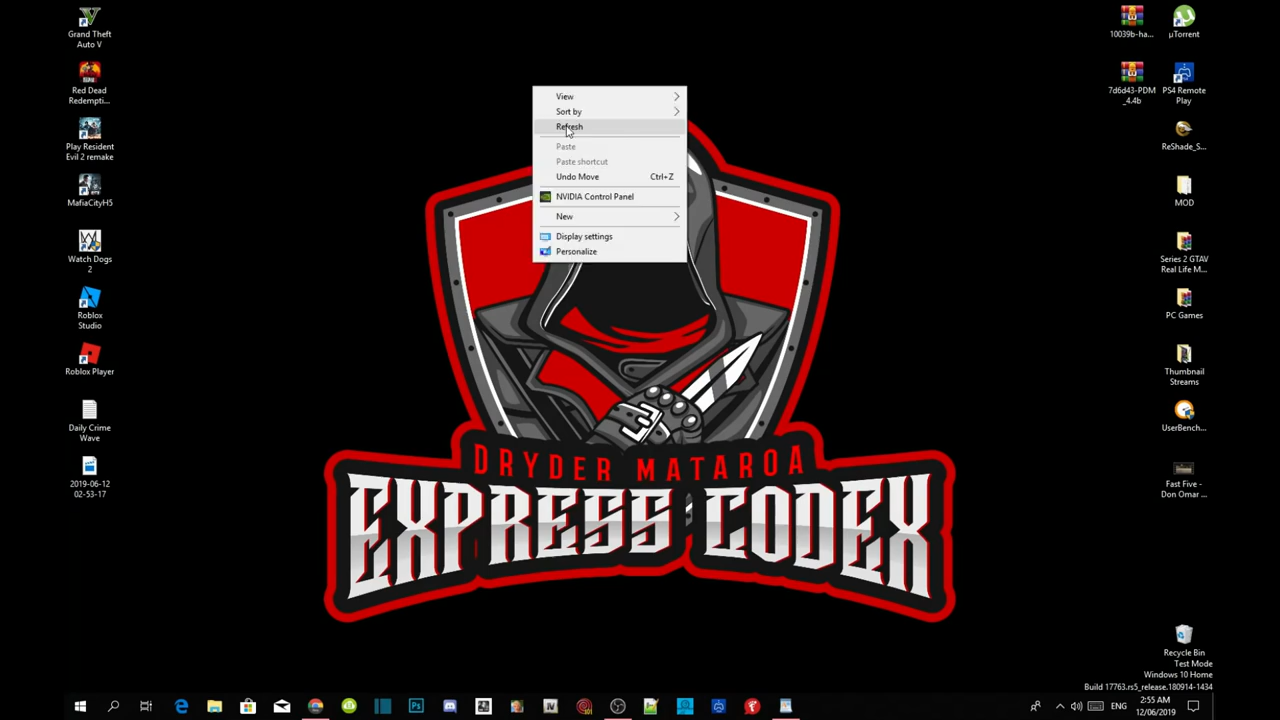 Grand Theft
Auto V
Red Dead
Redempti...
Play Resident
Evil 2 remake
MafiaCityH5
Watch Dogs
2
Roblox
Studio
Roblox Player
Daily Crime
Wave
2019-06-12
02-53-17
View
Sort by
Refresh
Paste
Paste shortcut
Undo Move Ctrl+Z
NVIDIA Control Panel
New
Display settings
Personalize
DRYDER MATAROA
EXPRESS CODEX
10039b-ha...
µTorrent
7d6d43-PDM
_4.4b
PS4 Remote
Play
ReShade_S...
MOD
Series 2 GTAV
Real Life M...
PC Games
Thumbnail
Streams
UserBench...
Fast Five -
Don Omar ...
Recycle Bin
Test Mode
Windows 10 Home
Build 17763.rs5_release.180914-1434
Ps
IV
ENG
2:55 AM
12/06/2019